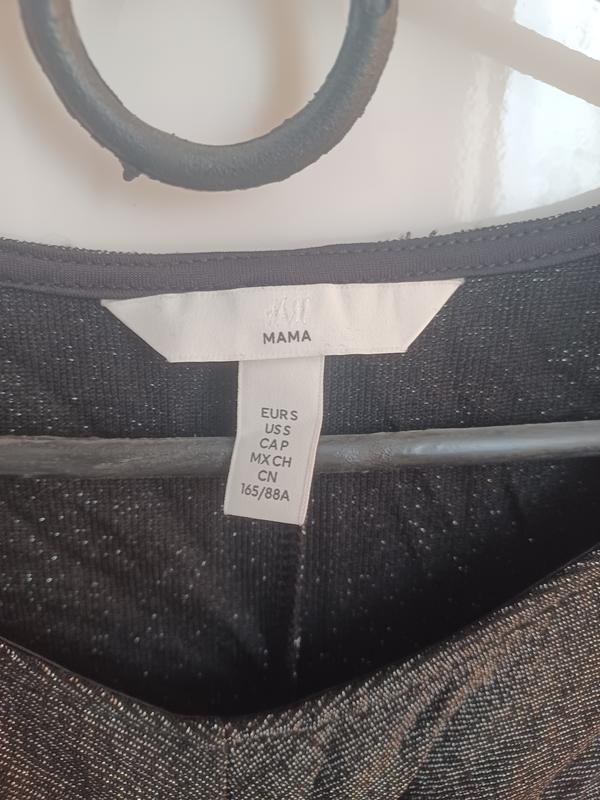 H&M
MAMA
EUR S
US S
CA P
MX CH
CN
165/88A